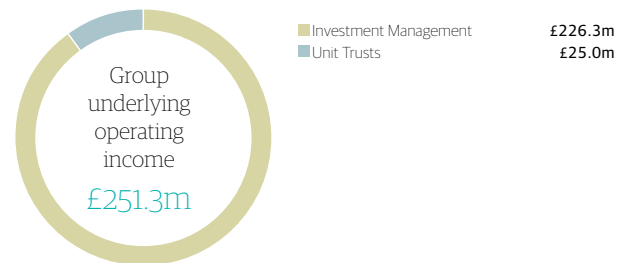 Group
underlying
operating
income
£251.3m
Investment Management £226.3m
Unit Trusts £25.0m